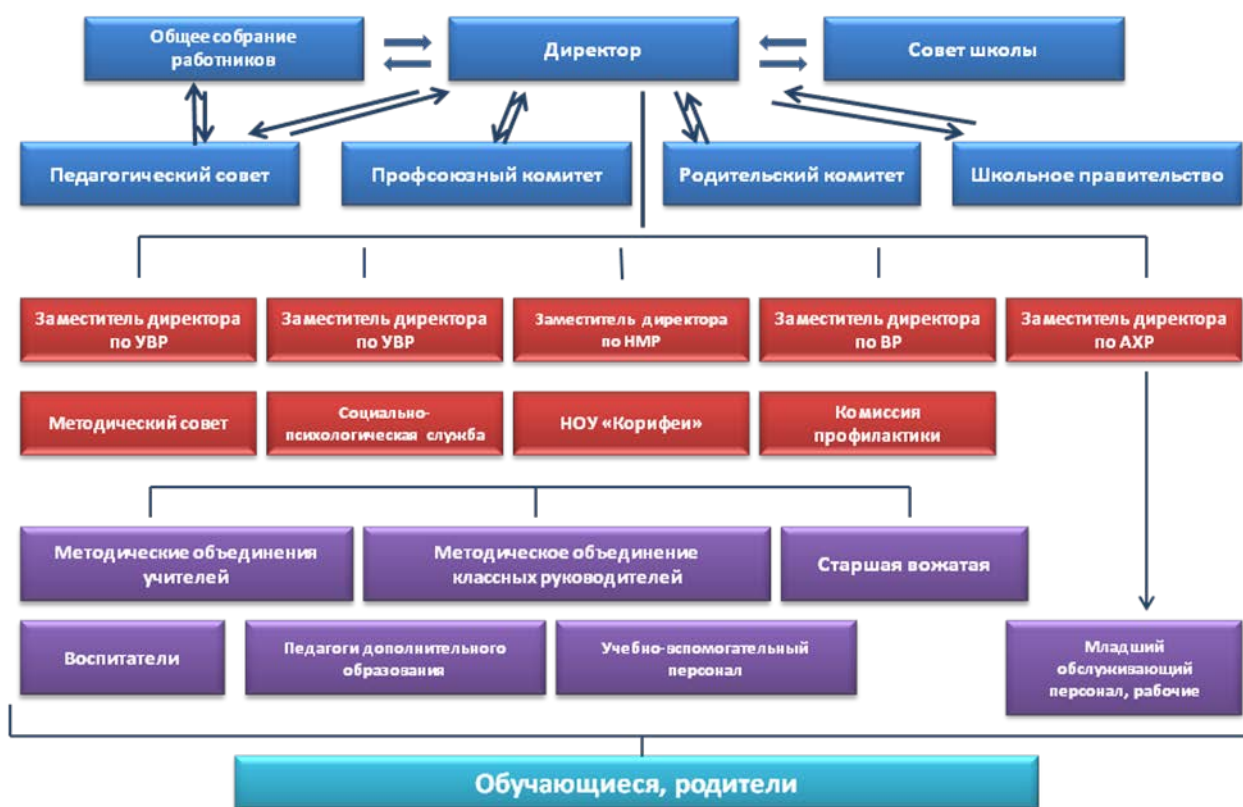 Общее собрание
работников
Директор
Совет школы
Педагогический совет
Профсоюзный комитет
Родительский комитет
Школьное правительство
Заместитель директора
по УВР
Заместитель директора
по УВР
Заместитель директора
по НМР
Заместитель директора
по ВР
Заместитель директора
по АХР
Методический совет
Социально-
психологическая служба
НОУ «Корифеи»
Комиссия
профилактики
Методические объединения
учителей
Методическое объединение
классных руководителей
Старшая вожатая
Воспитатели
Педагоги дополнительного
образования
Учебно-вспомогательный
персонал
Младший
обслуживающий
персонал, рабочие
Обучающиеся, родители